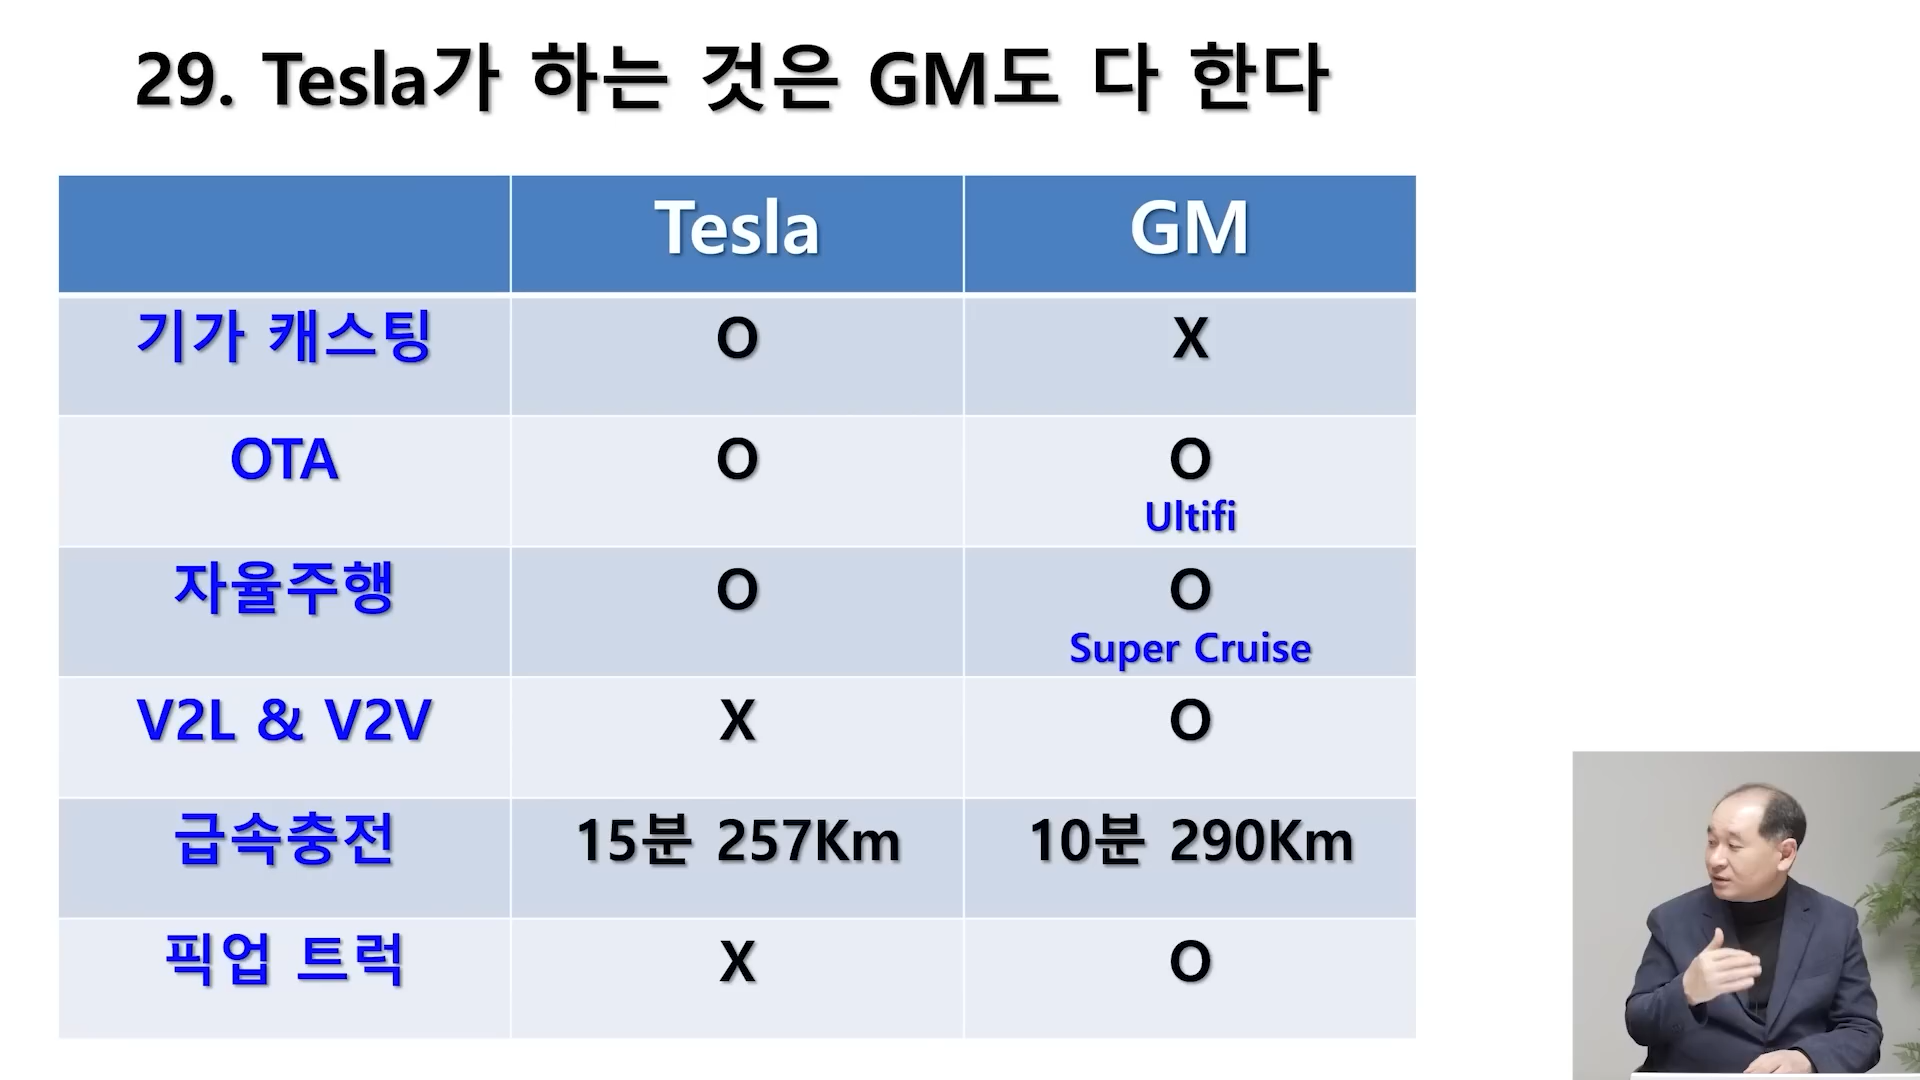 29. Tesla가 하는 것은 GM도 다 한다
Tesla GM
기가 캐스팅 O X
OTA O O
Ultifi
자율주행 O O
Super Cruise
V2L & V2V X O
급속충전 15분 257Km 10분 290Km
픽업 트럭 X O